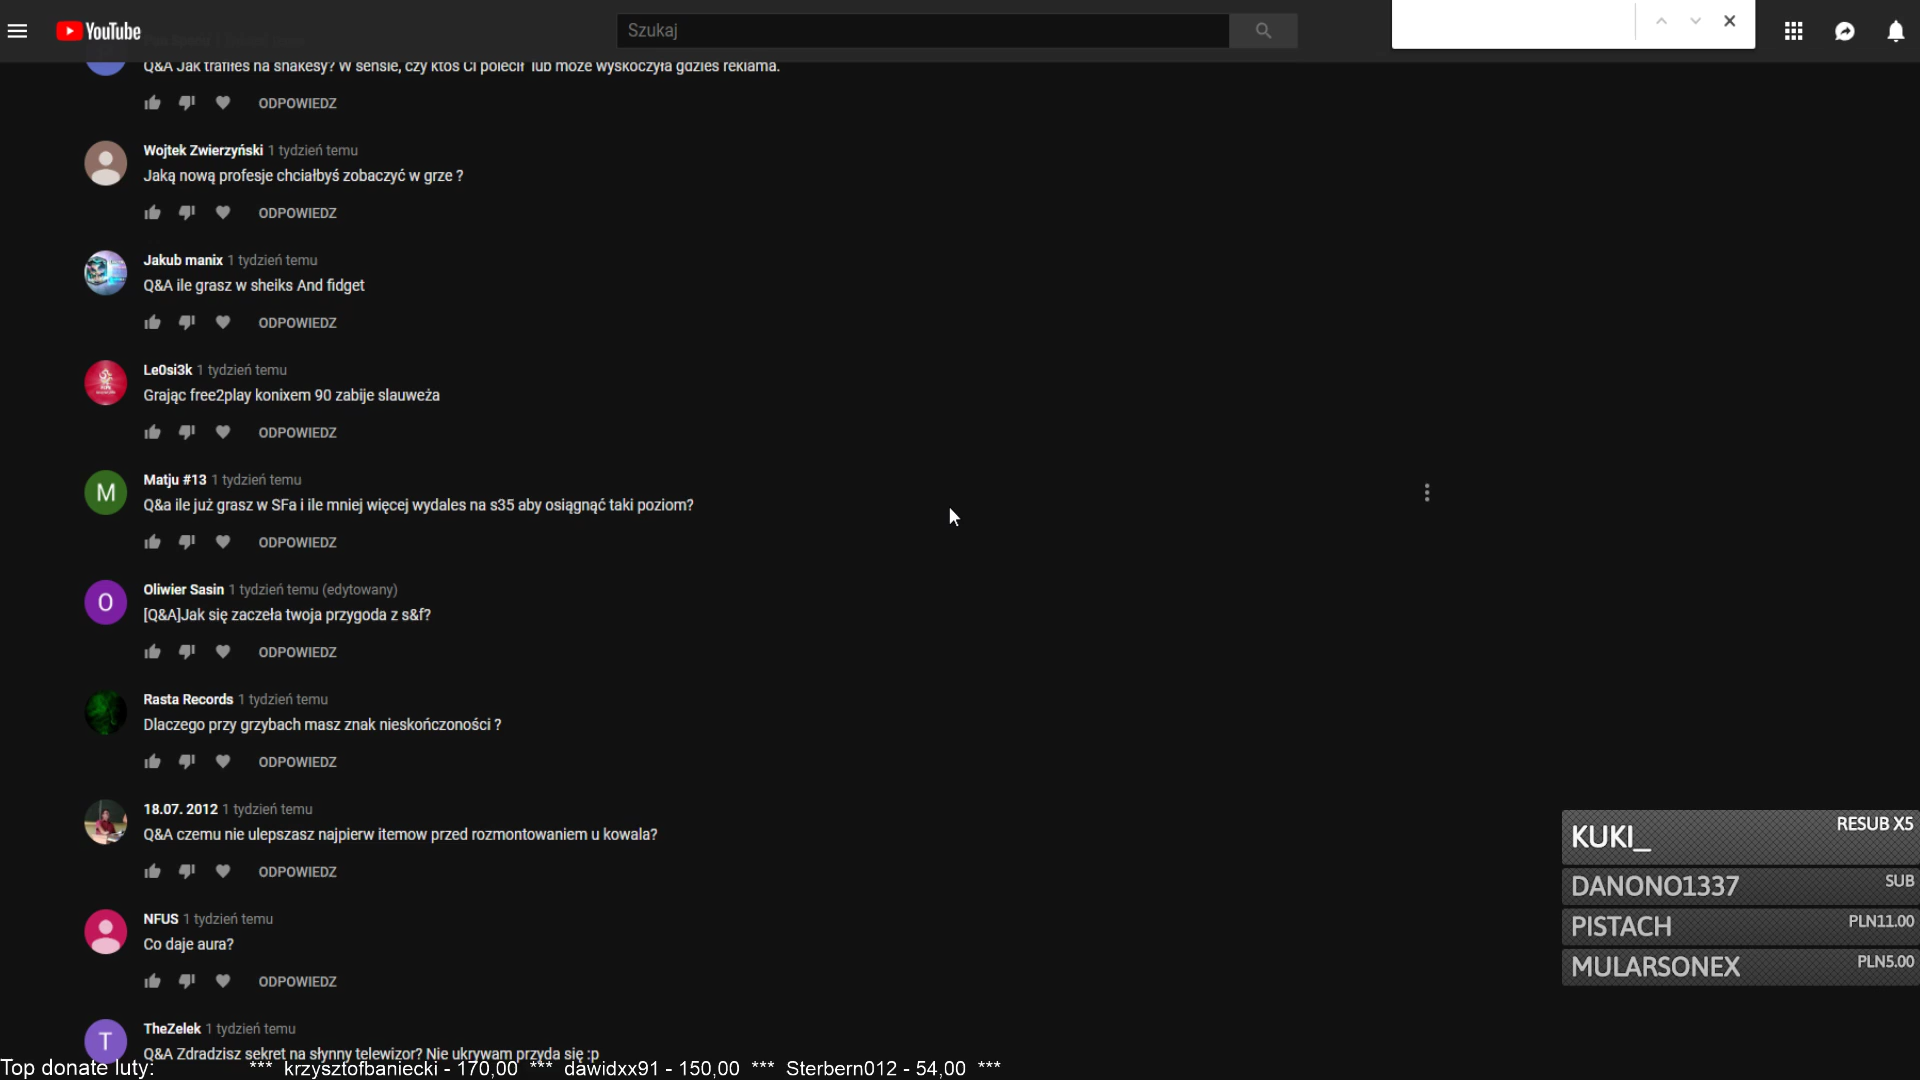 YouTube
Szukaj
Q&A Jak trafiłeś na shakesy? W sensie, czy ktoś Ci polecił lub może wyskoczyła gdzieś reklama.
ODPOWIEDZ
Wojtek Zwierzyński 1 tydzień temu
Jaką nową profesje chciałbyś zobaczyć w grze ?
ODPOWIEDZ
Jakub manix 1 tydzień temu
Q&A ile grasz w sheiks And fidget
ODPOWIEDZ
Le0si3k 1 tydzień temu
Grając free2play konixem 90 zabije slauweża
ODPOWIEDZ
M
Matju #13 1 tydzień temu
Q&a ile już grasz w SFa i ile mniej więcej wydales na s35 aby osiągnąć taki poziom?
ODPOWIEDZ
O
Oliwier Sasin 1 tydzień temu (edytowany)
[Q&A]Jak się zaczeła twoja przygoda z s&f?
ODPOWIEDZ
Rasta Records 1 tydzień temu
Dlaczego przy grzybach masz znak nieskończoności ?
ODPOWIEDZ
18.07. 2012 1 tydzień temu
Q&A czemu nie ulepszasz najpierw itemow przed rozmontowaniem u kowala?
ODPOWIEDZ
NFUS 1 tydzień temu
Co daje aura?
ODPOWIEDZ
T
TheZelek 1 tydzień temu
Q&A Zdradzisz sekret na słynny telewizor? Nie ukrywam przyda się :p
KUKI_ RESUB X5
DANONO1337 SUB
PISTACH PLN11.00
MULARSONEX PLN5.00
Top donate luty: *** krzysztofbaniecki - 170,00 *** dawidxx91 - 150,00 *** Sterbern012 - 54,00 ***